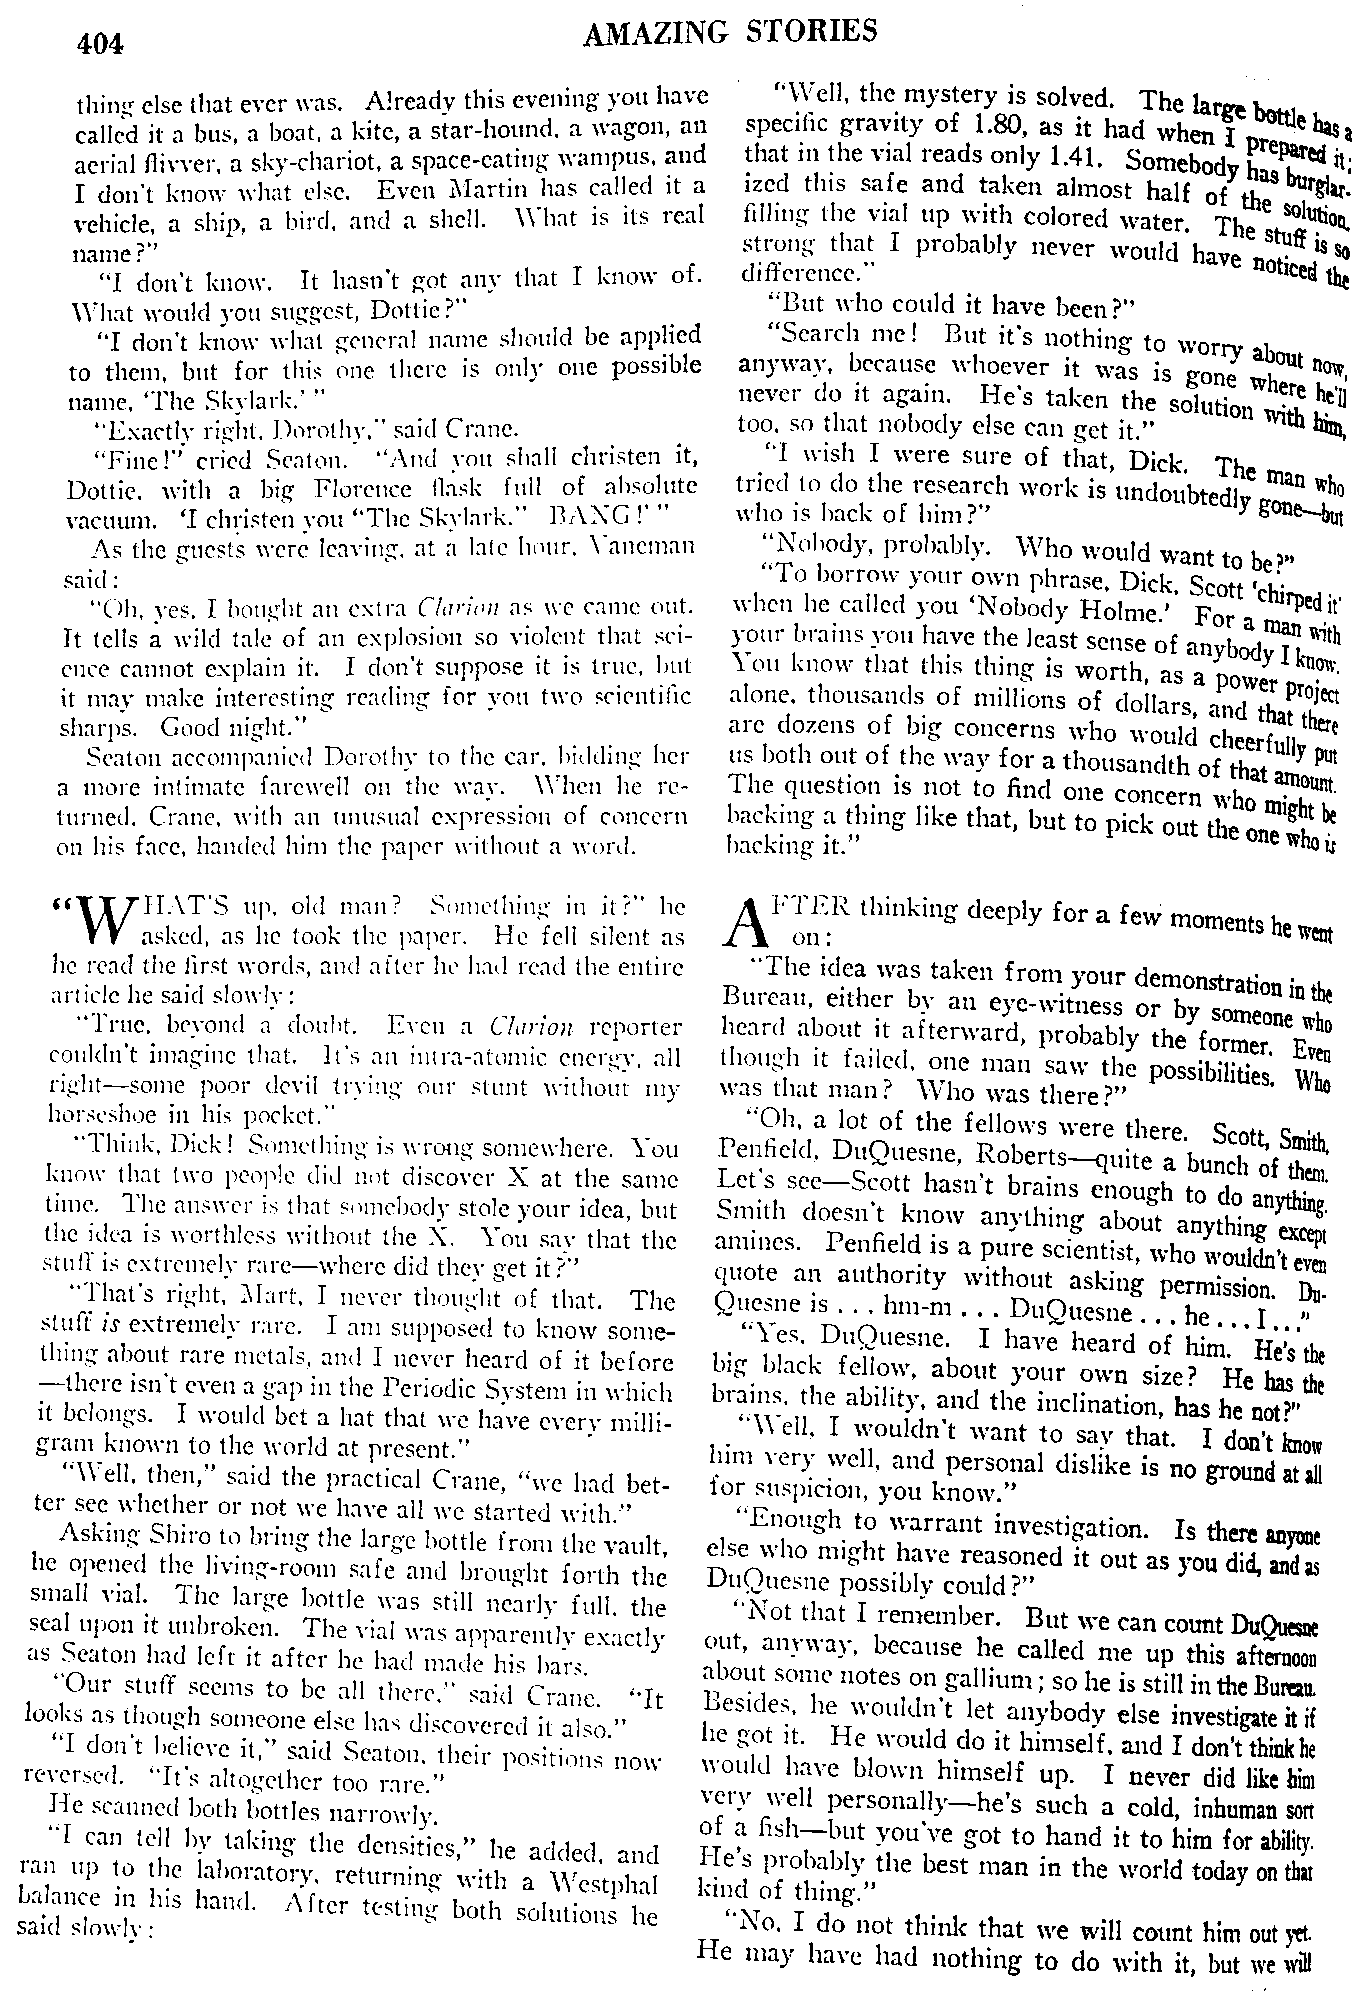 404
AMAZING STORIES
thing else that ever was. Already this evening you have
called it a bus, a boat, a kite, a star-hound, a wagon, an
aerial flivver, a sky-chariot, a space-eating wampus, and
I don't know what else. Even Martin has called it a
vehicle, a ship, a bird, and a shell. What is its real
name?"
"I don't know. It hasn't got any that I know of.
What would you suggest, Dottie?"
"I don't know what general name should be applied
to them, but for this one there is only one possible
name, 'The Skylark.' "
"Exactly right, Dorothy," said Crane.
"Fine!" cried Seaton. "And you shall christen it,
Dottie, with a big Florence flask full of absolute
vacuum. 'I christen you "The Skylark." BANG!' "
As the guests were leaving, at a late hour, Vaneman
said:
"Oh, yes, I bought an extra Clarion as we came out.
It tells a wild tale of an explosion so violent that sci-
ence cannot explain it. I don't suppose it is true, but
it may make interesting reading for you two scientific
sharps. Good night."
Seaton accompanied Dorothy to the car, bidding her
a more intimate farewell on the way. When he re-
turned, Crane, with an unusual expression of concern
on his face, handed him the paper without a word.
"WHAT'S up, old man? Something in it?" he
asked, as he took the paper. He fell silent as
he read the first words, and after he had read the entire
article he said slowly:
"True, beyond a doubt. Even a Clarion reporter
couldn't imagine that. It's an intra-atomic energy, all
right—some poor devil trying our stunt without my
horseshoe in his pocket."
"Think, Dick! Something is wrong somewhere. You
know that two people did not discover X at the same
time. The answer is that somebody stole your idea, but
the idea is worthless without the X. You say that the
stuff is extremely rare—where did they get it?"
"That's right, Mart, I never thought of that. The
stuff is extremely rare. I am supposed to know some-
thing about rare metals, and I never heard of it before
—there isn't even a gap in the Periodic System in which
it belongs. I would bet a hat that we have every milli-
gram known to the world at present."
"Well, then," said the practical Crane, "we had bet-
ter see whether or not we have all we started with."
Asking Shiro to bring the large bottle from the vault,
he opened the living-room safe and brought forth the
small vial. The large bottle was still nearly full, the
seal upon it unbroken. The vial was apparently exactly
as Seaton had left it after he had made his bars.
"Our stuff seems to be all there," said Crane. "It
looks as though someone else has discovered it also."
"I don't believe it," said Seaton, their positions now
reversed. "It's altogether too rare."
He scanned both bottles narrowly.
"I can tell by taking the densities," he added, and
ran up to the laboratory, returning with a Westphal
balance in his hand. After testing both solutions he
said slowly:
"Well, the mystery is solved. The large bottle has a
specific gravity of 1.80, as it had when I prepared it;
that in the vial reads only 1.41. Somebody has burglar-
ized this safe and taken almost half of the solution,
filling the vial up with colored water. The stuff is so
strong that I probably never would have noticed the
difference."
"But who could it have been?"
"Search me! But it's nothing to worry about now,
anyway, because whoever it was is gone where he'll
never do it again. He's taken the solution with him,
too, so that nobody else can get it."
"I wish I were sure of that, Dick. The man who
tried to do the research work is undoubtedly gone—but
who is back of him?"
"Nobody, probably. Who would want to be?"
"To borrow your own phrase, Dick, Scott 'chirped it'
when he called you 'Nobody Holme.' For a man with
your brains you have the least sense of anybody I know.
You know that this thing is worth, as a power project
alone, thousands of millions of dollars, and that there
are dozens of big concerns who would cheerfully put
us both out of the way for a thousandth of that amount.
The question is not to find one concern who might be
backing a thing like that, but to pick out the one who is
backing it."
AFTER thinking deeply for a few moments he went
on:
"The idea was taken from your demonstration in the
Bureau, either by an eye-witness or by someone who
heard about it afterward, probably the former. Even
though it failed, one man saw the possibilities. Who
was that man? Who was there?"
"Oh, a lot of the fellows were there. Scott, Smith,
Penfield, DuQuesne, Roberts—quite a bunch of them.
Let's see—Scott hasn't brains enough to do anything.
Smith doesn't know anything about anything except
amines. Penfield is a pure scientist, who wouldn't even
quote an authority without asking permission. Du-
Quesne is . . . hm-m . . . DuQuesne . . . he . . . I . . ."
"Yes, DuQuesne. I have heard of him. He's the
big black fellow, about your own size? He has the
brains, the ability, and the inclination, has he not?"
"Well, I wouldn't want to say that. I don't know
him very well, and personal dislike is no ground at all
for suspicion, you know."
"Enough to warrant investigation. Is there anyone
else who might have reasoned it out as you did, and as
DuQuesne possibly could?"
"Not that I remember. But we can count DuQuesne
out, anyway, because he called me up this afternoon
about some notes on gallium; so he is still in the Bureau.
Besides, he wouldn't let anybody else investigate it if
he got it. He would do it himself, and I don't think he
would have blown himself up. I never did like him
very well personally—he's such a cold, inhuman sort
of a fish—but you've got to hand it to him for ability.
He's probably the best man in the world today on that
kind of thing."
"No, I do not think that we will count him out yet.
He may have had nothing to do with it, but we will